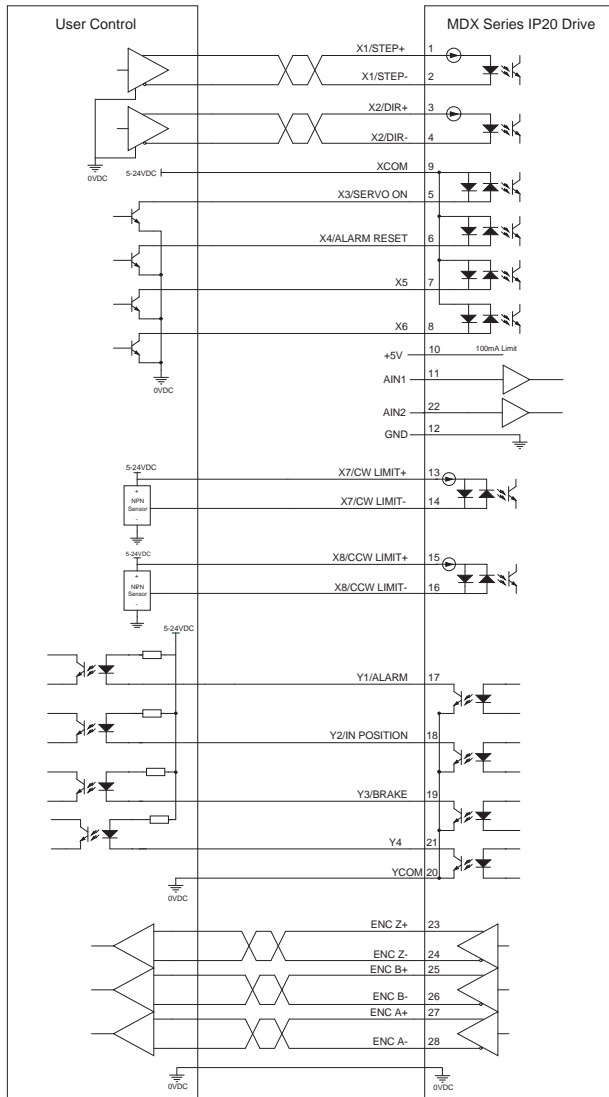 User Control
MDX Series IP20 Drive
X1/STEP+ 1
X1/STEP- 2
X2/DIR+ 3
X2/DIR- 4
0VDC
5-24VDC
XCOM 9
X3/SERVO ON 5
X4/ALARM RESET 6
X5 7
X6 8
0VDC
+5V 10 100mA Limit
AIN1 11
AIN2 22
GND 12
5-24VDC
X7/CW LIMIT+ 13
+
NPN
Sensor
-
X7/CW LIMIT- 14
5-24VDC
X8/CCW LIMIT+ 15
+
NPN
Sensor
-
X8/CCW LIMIT- 16
5-24VDC
Y1/ALARM 17
Y2/IN POSITION 18
Y3/BRAKE 19
Y4 21
YCOM 20
0VDC
ENC Z+ 23
ENC Z- 24
ENC B+ 25
ENC B- 26
ENC A+ 27
ENC A- 28
0VDC
0VDC